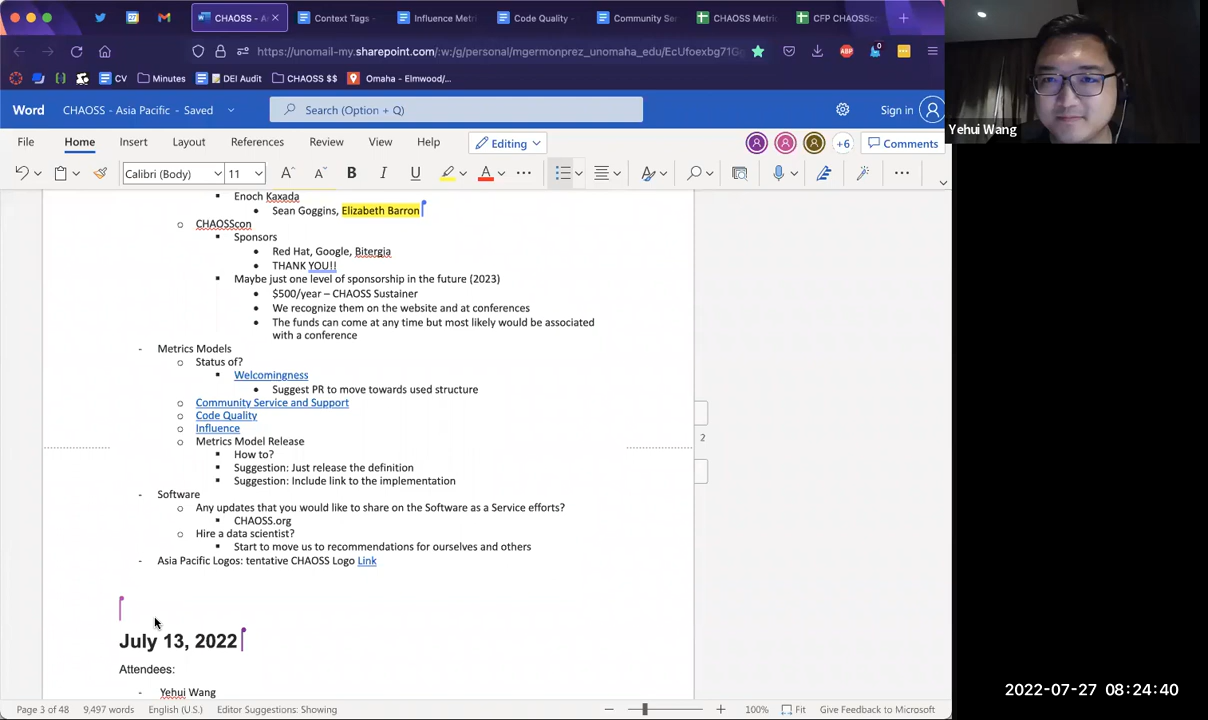 CHAOSS - A
Context Tags -
Influence Metri
Code Quality -
Community Ser
CHAOSS Metric
CFP CHAOSSco
https://unomail-my.sharepoint.com/:w:/g/personal/mgermonprez_unomaha_edu/EcUfoexbg71G
CV
Minutes
DEI Audit
CHAOSS $$
Omaha - Elmwood/...
Word
CHAOSS - Asia Pacific - Saved
Search (Option + Q)
Sign in
Yehui Wang
File Home Insert Layout References Review View Help
Editing
+6
Comments
Calibri (Body) 11
Enoch Kaxada
Sean Goggins, Elizabeth Barron
CHAOSScon
Sponsors
Red Hat, Google, Bitergia
THANK YOU!!
Maybe just one level of sponsorship in the future (2023)
$500/year – CHAOSS Sustainer
We recognize them on the website and at conferences
The funds can come at any time but most likely would be associated
with a conference
- Metrics Models
Status of?
Welcomingness
Suggest PR to move towards used structure
Community Service and Support
Code Quality
Influence
Metrics Model Release
How to?
Suggestion: Just release the definition
Suggestion: Include link to the implementation
2
- Software
Any updates that you would like to share on the Software as a Service efforts?
CHAOSS.org
Hire a data scientist?
Start to move us to recommendations for ourselves and others
- Asia Pacific Logos: tentative CHAOSS Logo Link
July 13, 2022
Attendees:
- Yehui Wang
Page 3 of 48 9,497 words English (U.S.) Editor Suggestions: Showing
100% Fit Give Feedback to Microsoft
2022-07-27 08:24:40